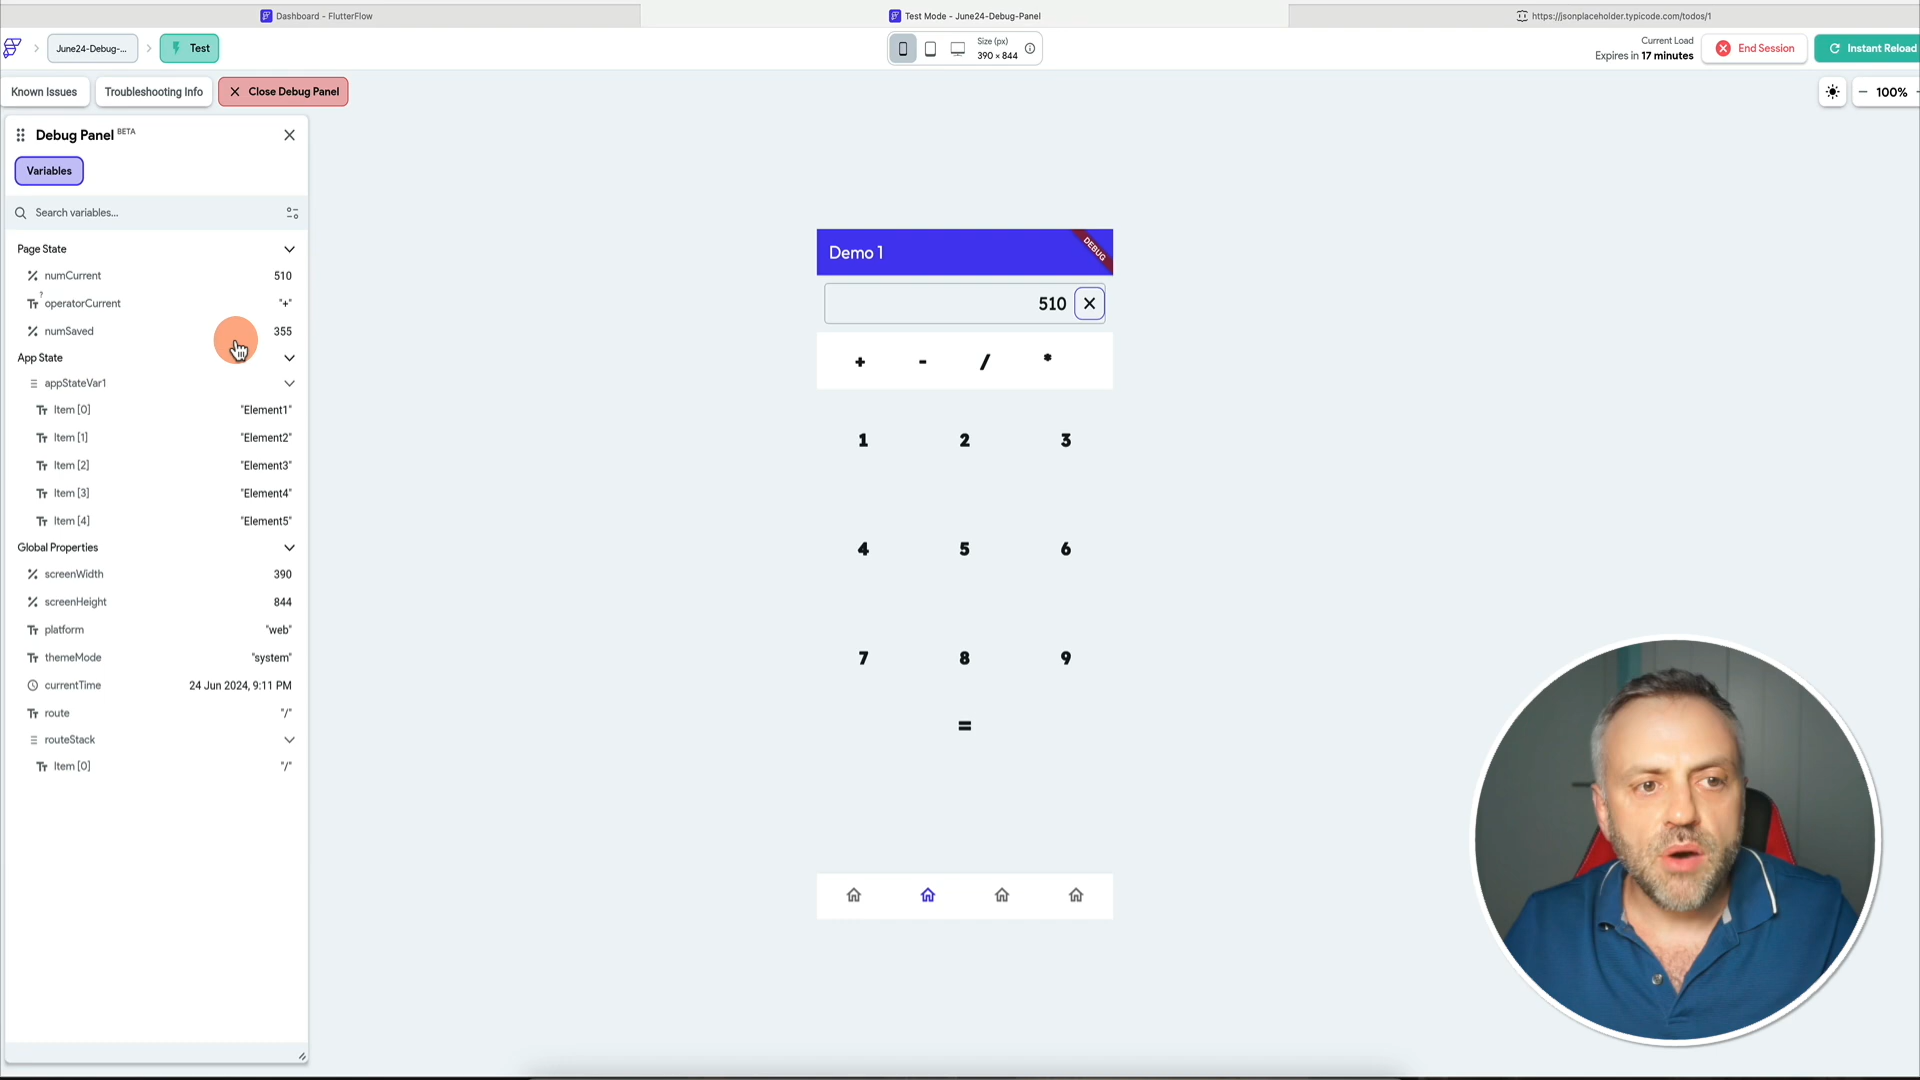 Dashboard - FlutterFlow
Test Mode - June24-Debug-Panel
https://jsonplaceholder.typicode.com/todos/1
June24-Debug-...
Test
Size (px)
390 × 844
Current Load
Expires in 17 minutes
End Session
Instant Reload
Known Issues
Troubleshooting Info
Close Debug Panel
100%
Debug Panel BETA
Variables
Search variables...
Page State
numCurrent 510
operatorCurrent "+"
numSaved 355
App State
appStateVar1
Item [0] "Element1"
Item [1] "Element2"
Item [2] "Element3"
Item [3] "Element4"
Item [4] "Element5"
Global Properties
screenWidth 390
screenHeight 844
platform "web"
themeMode "system"
currentTime 24 Jun 2024, 9:11 PM
route "/"
routeStack
Item [0] "/"
Demo 1
DEBUG
510
+ - / *
1 2 3
4 5 6
7 8 9
=